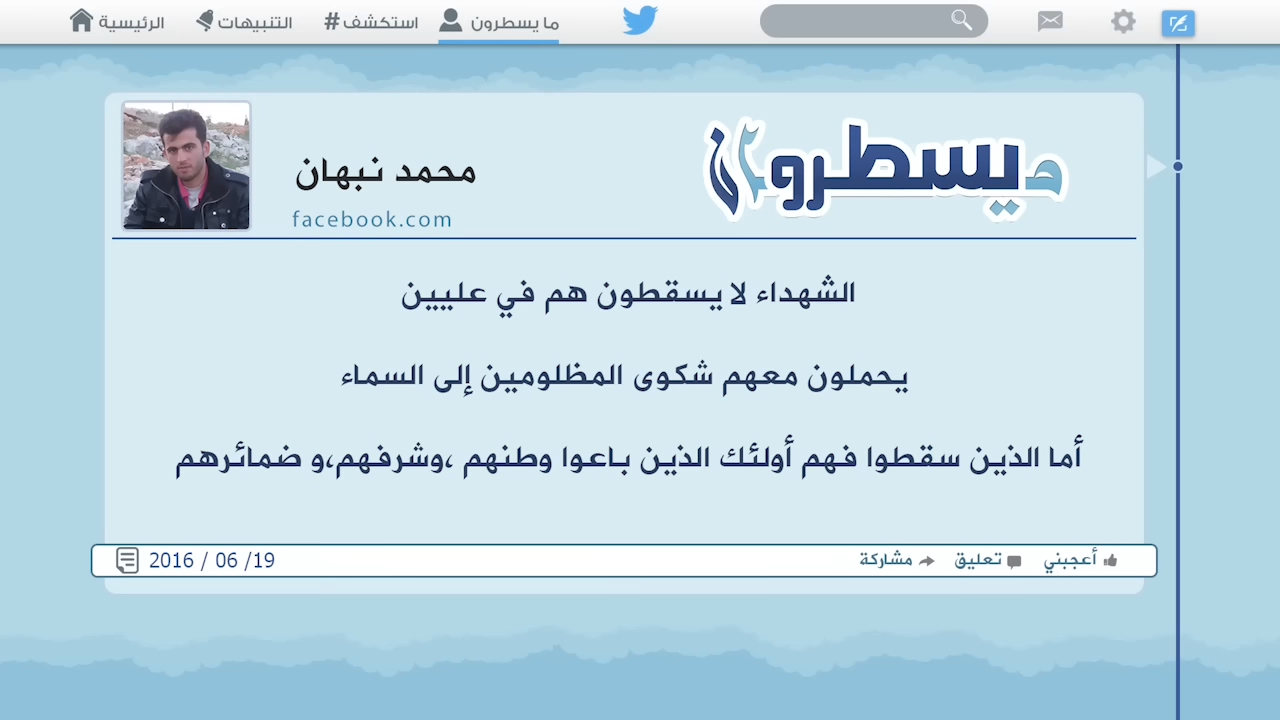 الرئيسية التنبيهات استكشف# ما يسطرون
ما يسطرون
محمد نبهان
facebook.com
الشهداء لا يسقطون هم في عليين
يحملون معهم شكوى المظلومين إلى السماء
أما الذين سقطوا فهم أولئك الذين باعوا وطنهم ،وشرفهم،و ضمائرهم
أعجبني تعليق مشاركة
2016 / 06 /19